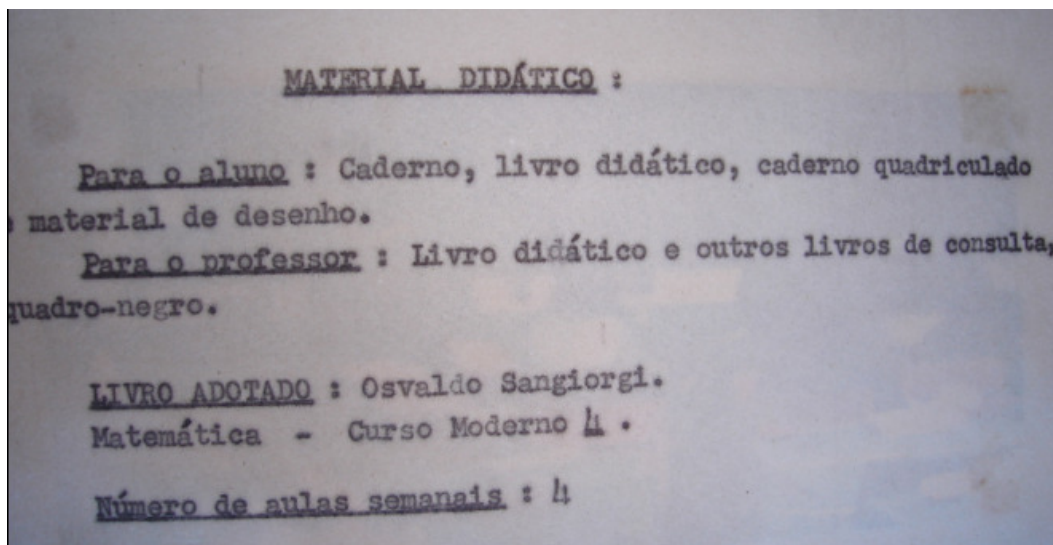 MATERIAL DIDÁTICO :
Para o aluno : Caderno, livro didático, caderno quadriculado
e material de desenho.
Para o professor : Livro didático e outros livros de consulta,
quadro-negro.
LIVRO ADOTADO : Osvaldo Sangiorgi.
Matemática - Curso Moderno 4 .
Número de aulas semanais : 4